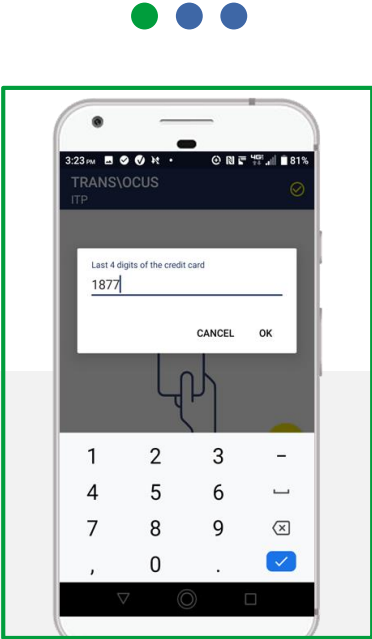 3:23 PM 4G 81%
TRANS\OCUS
ITP
Last 4 digits of the credit card
1877
CANCEL OK
1 2 3 -
4 5 6
7 8 9
, 0 .